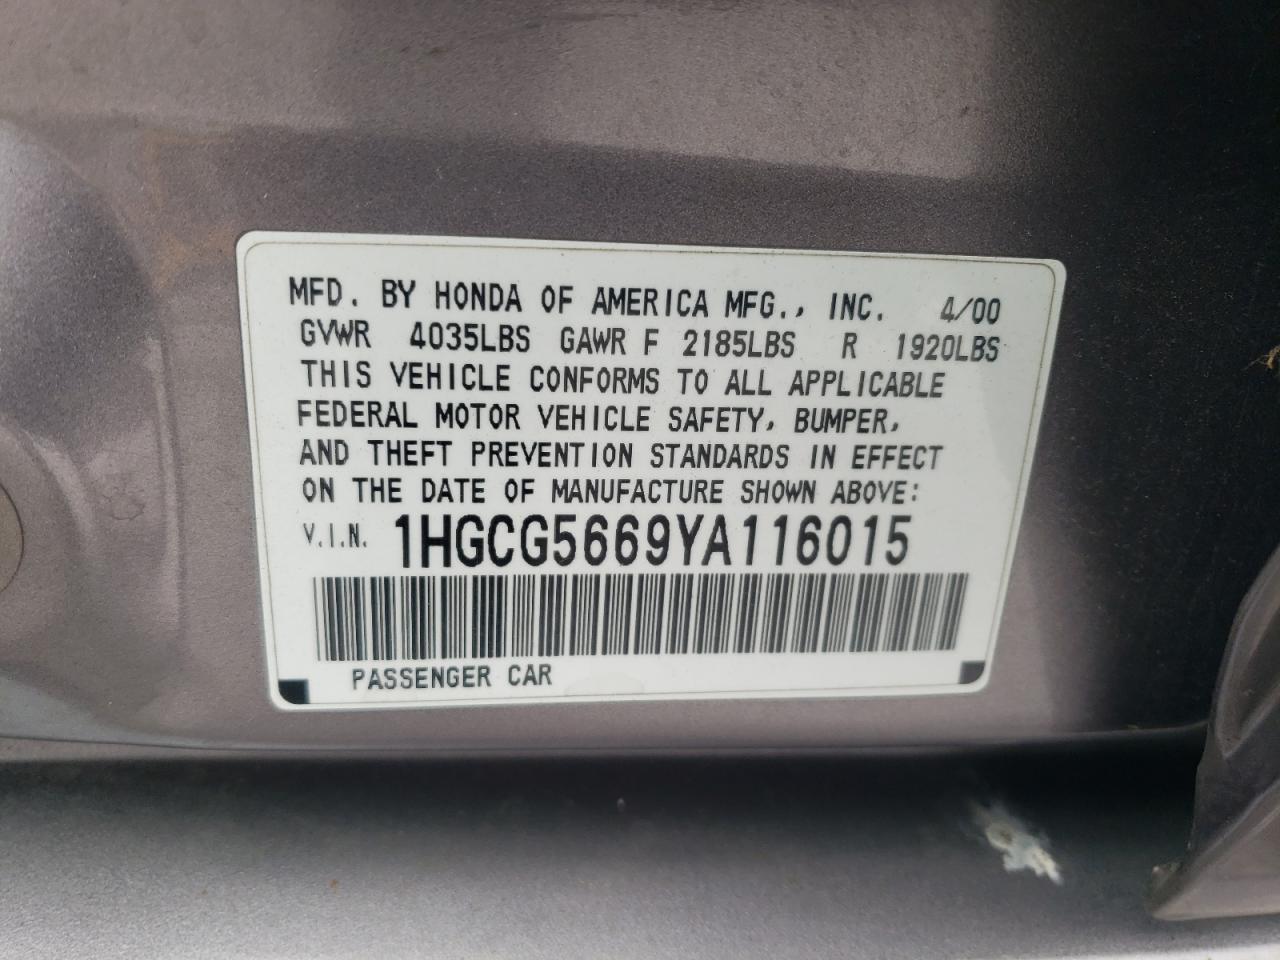 MFD. BY HONDA OF AMERICA MFG., INC. 4/00
GVWR 4035LBS GAWR F 2185LBS R 1920LBS
THIS VEHICLE CONFORMS TO ALL APPLICABLE
FEDERAL MOTOR VEHICLE SAFETY, BUMPER,
AND THEFT PREVENTION STANDARDS IN EFFECT
ON THE DATE OF MANUFACTURE SHOWN ABOVE:
V.I.N. 1HGCG5669YA116015
PASSENGER CAR